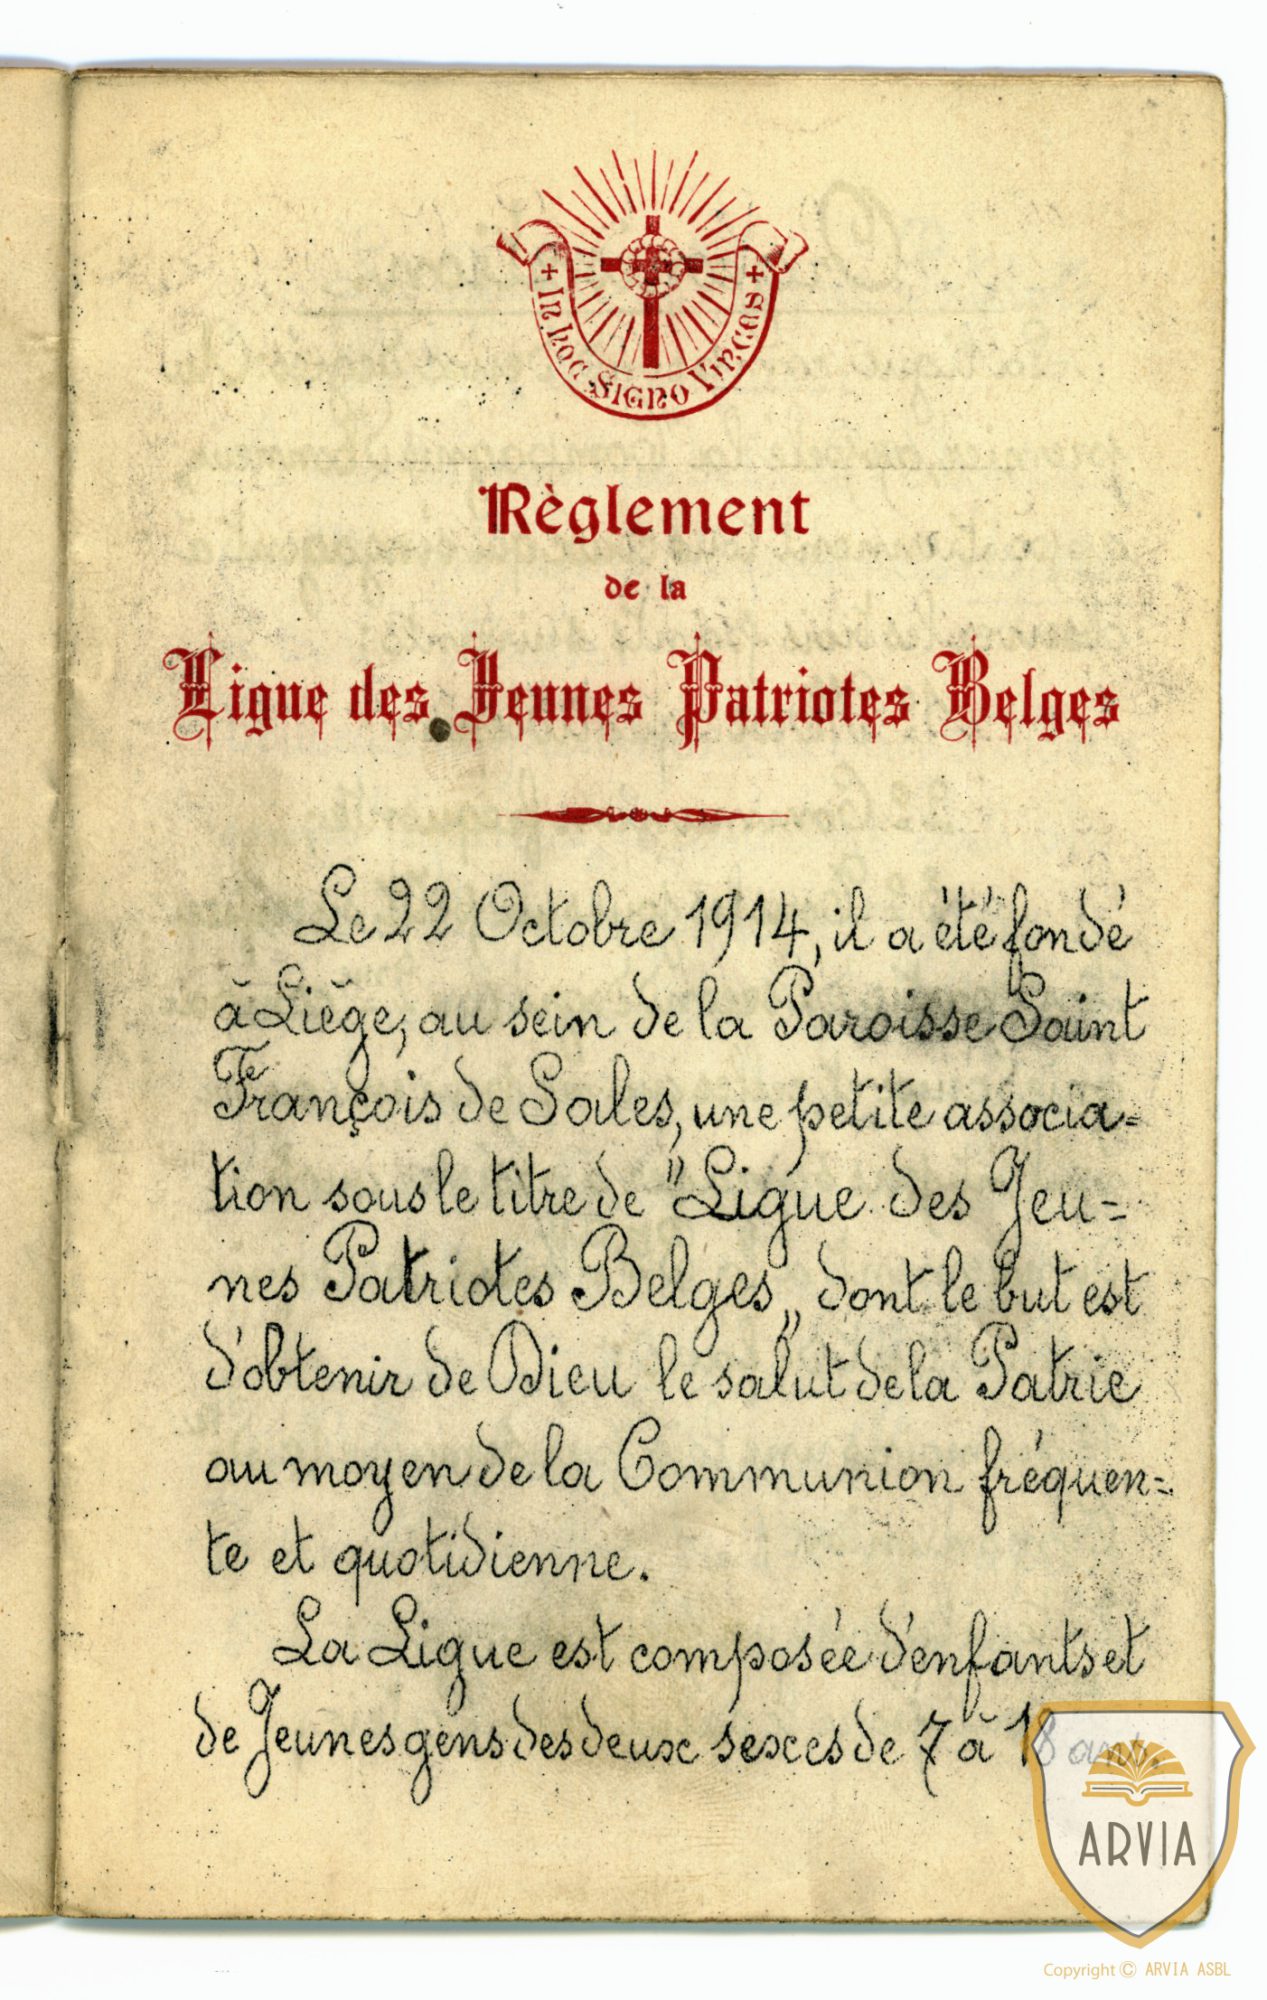 + In hoc Signo Vinces +
Règlement
de la
Ligue des Jeunes Patriotes Belges
Le 22 Octobre 1914, il a été fondé
à Liège, au sein de la Paroisse Saint
François de Sales, une petite associa=
tion sous le titre de "Ligue des Jeu=
nes Patriotes Belges„ dont le but est
d'obtenir de Dieu le salut de la Patrie
au moyen de la Communion fréquen=
te et quotidienne.
La Ligue est composée d'enfants et
de Jeunes gens des deux sexes de 7 à 18 ans.
ARVIA
Copyright © ARVIA ASBL